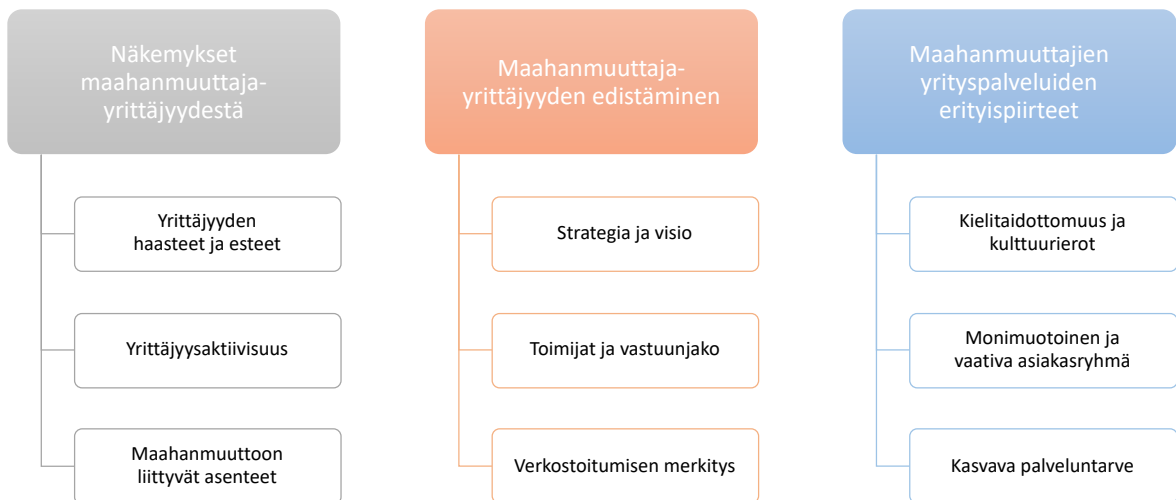 Näkemykset
maahanmuuttaja-
yrittäjyydestä
Yrittäjyyden
haasteet ja esteet
Yrittäjyysaktiivisuus
Maahanmuuttoon
liittyvät asenteet
Maahanmuuttaja-
yrittäjyyden edistäminen
Strategia ja visio
Toimijat ja vastuunjako
Verkostoitumisen merkitys
Maahanmuuttajien
yrityspalveluiden
erityispiirteet
Kielitaidottomuus ja
kulttuurierot
Monimuotoinen ja
vaativa asiakasryhmä
Kasvava palveluntarve